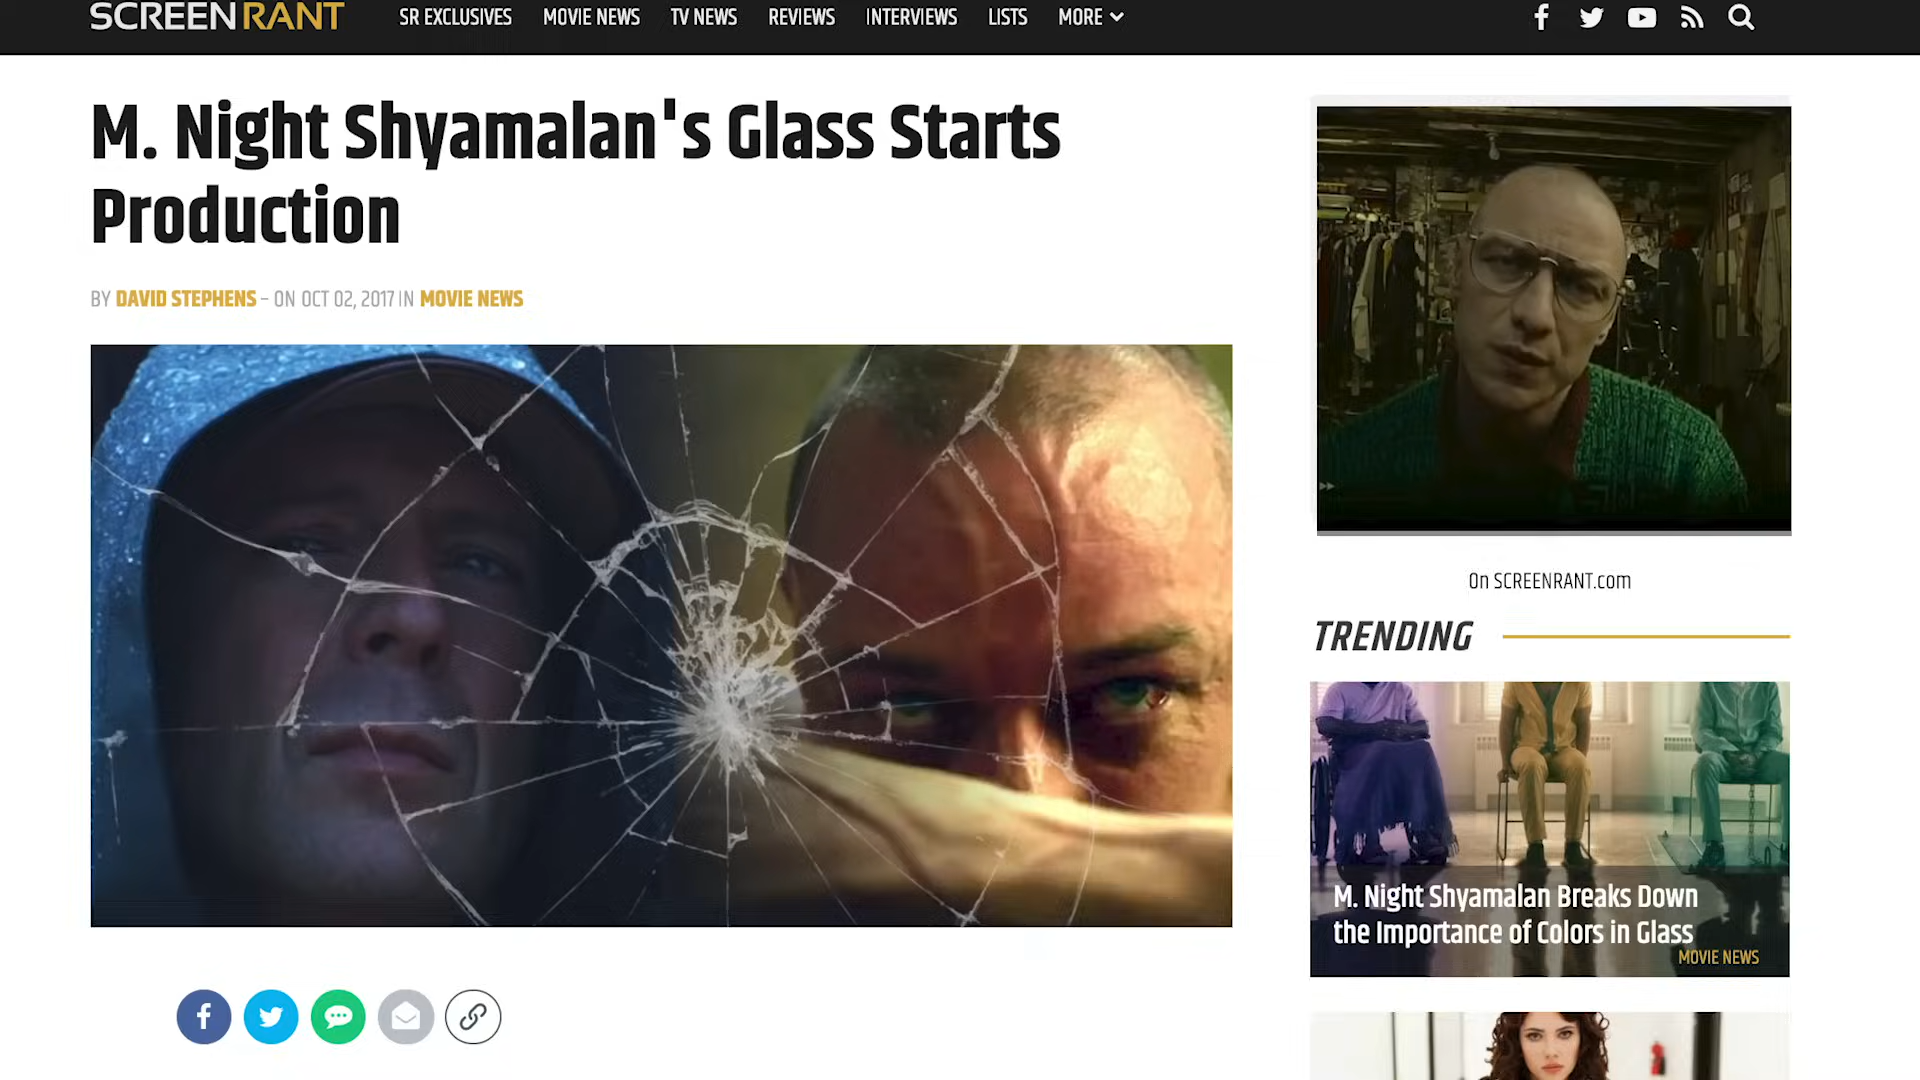 SCREENRANT
SR EXCLUSIVES
MOVIE NEWS
TV NEWS
REVIEWS
INTERVIEWS
LISTS
MORE
M. Night Shyamalan's Glass Starts
Production
BY DAVID STEPHENS – ON OCT 02, 2017 IN MOVIE NEWS
On SCREENRANT.com
TRENDING
M. Night Shyamalan Breaks Down
the Importance of Colors in Glass
MOVIE NEWS